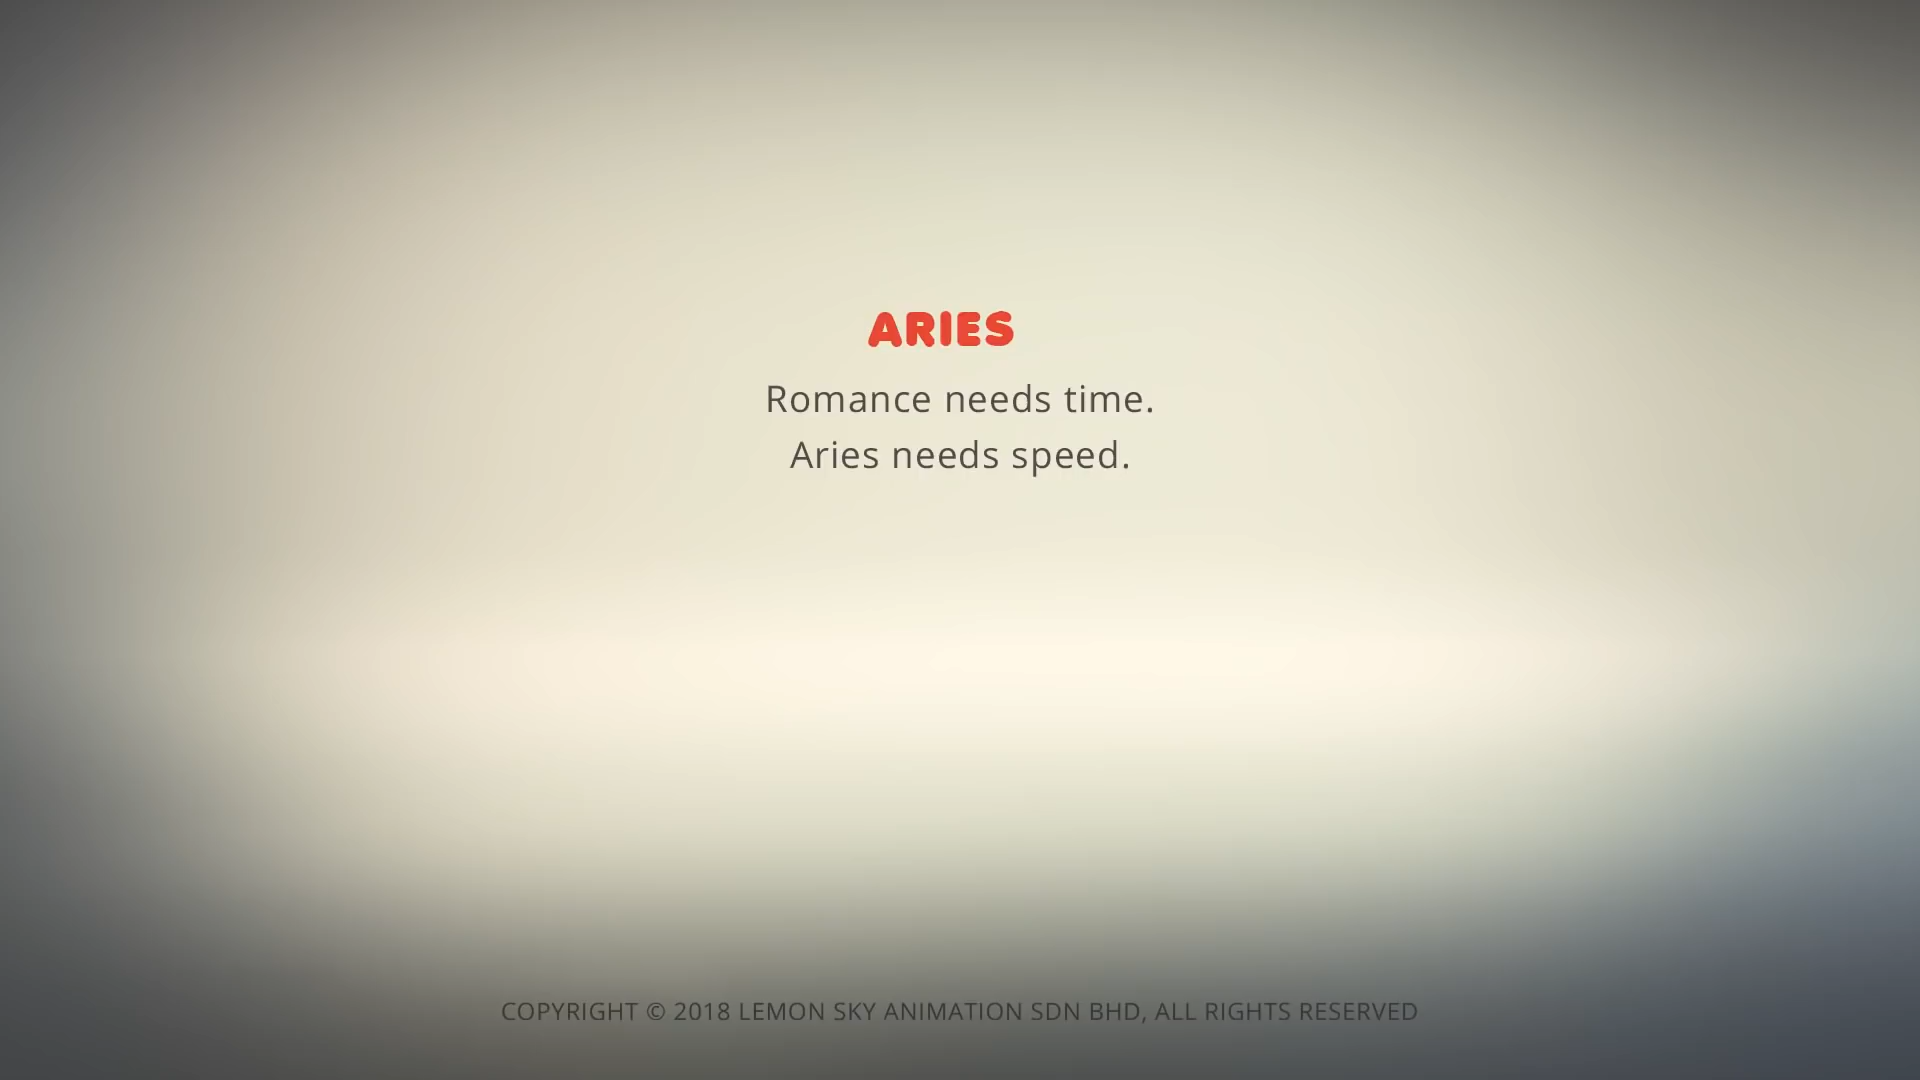 ARIES
Romance needs time.
Aries needs speed.
COPYRIGHT © 2018 LEMON SKY ANIMATION SDN BHD, ALL RIGHTS RESERVED